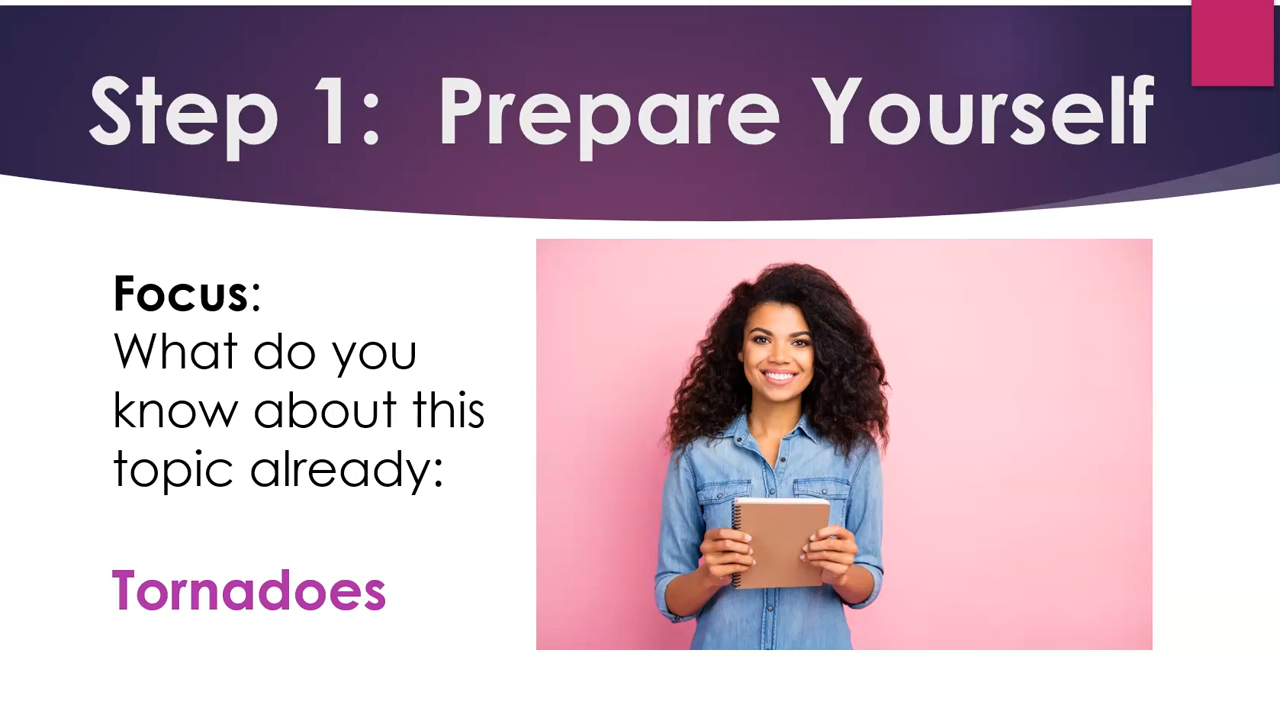 Step 1:  Prepare Yourself
Focus:
What do you
know about this
topic already:
Tornadoes